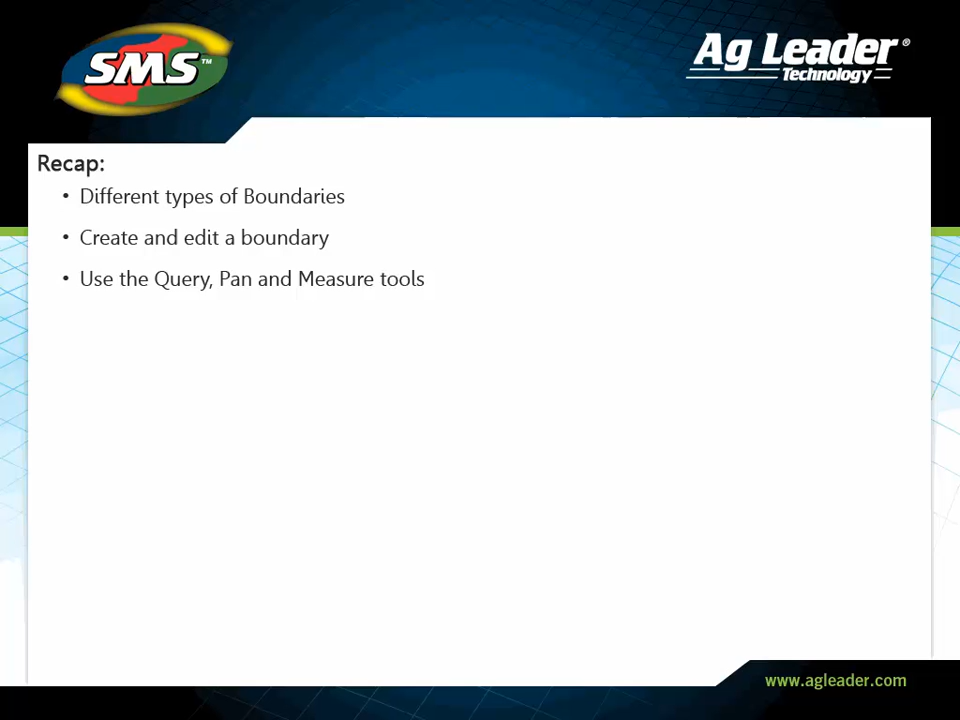 SMS™
Ag Leader®
Technology
Recap:
• Different types of Boundaries
• Create and edit a boundary
• Use the Query, Pan and Measure tools
www.agleader.com